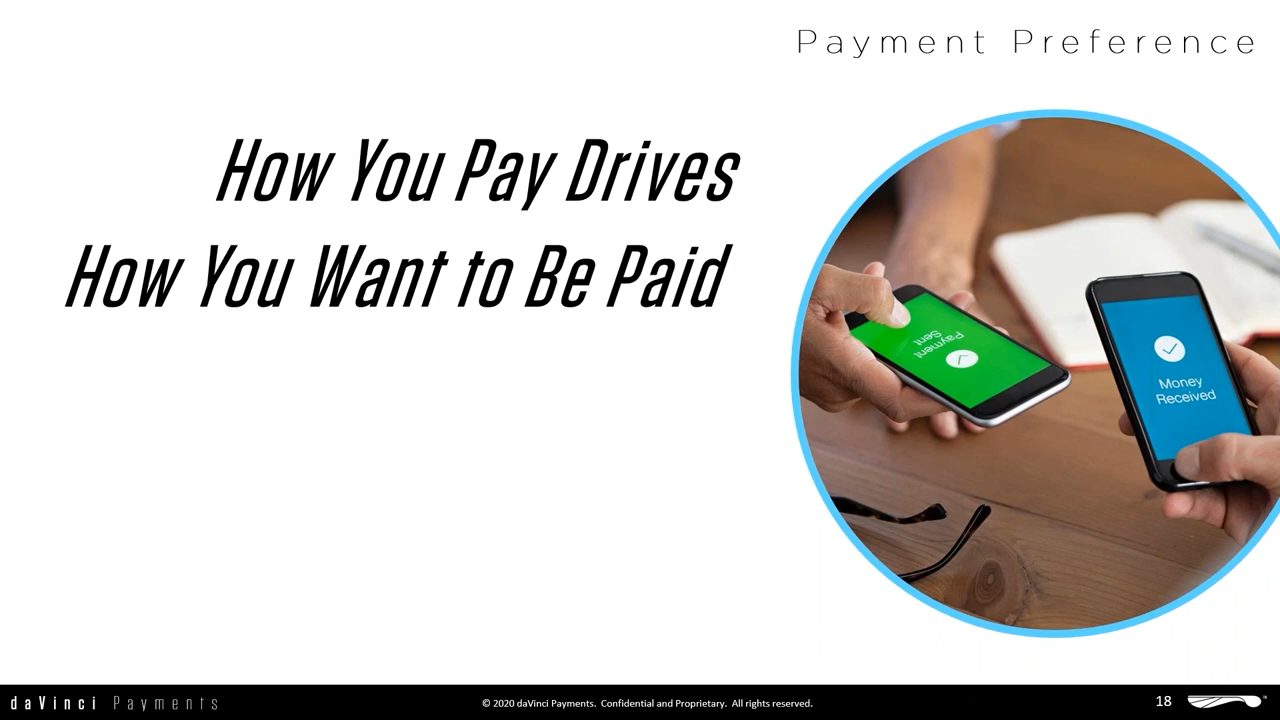 Payment Preference
How You Pay Drives
How You Want to Be Paid
Payment
Sent
Money
Received
daVinci Payments
© 2020 daVinci Payments. Confidential and Proprietary. All rights reserved.
18